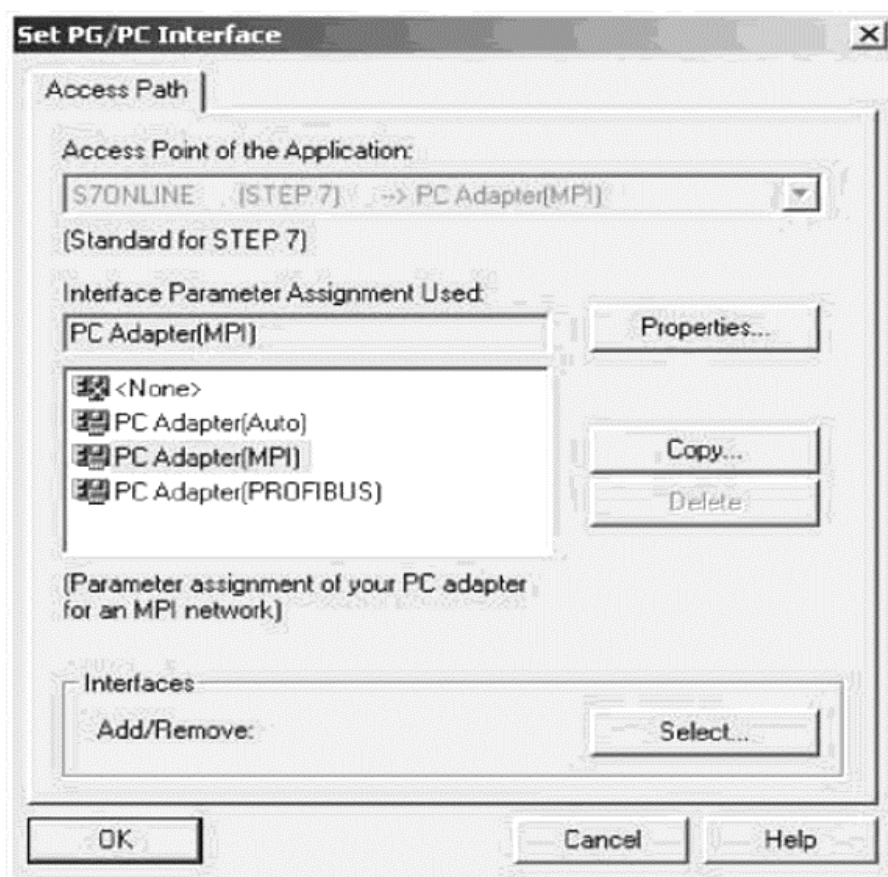 Set PG/PC Interface
Access Path
Access Point of the Application:
S7ONLINE (STEP 7) --> PC Adapter(MPI)
(Standard for STEP 7)
Interface Parameter Assignment Used:
PC Adapter(MPI)
Properties...
<None>
PC Adapter(Auto)
PC Adapter(MPI)
PC Adapter(PROFIBUS)
Copy...
Delete
(Parameter assignment of your PC adapter
for an MPI network)
Interfaces
Add/Remove:
Select...
OK
Cancel
Help